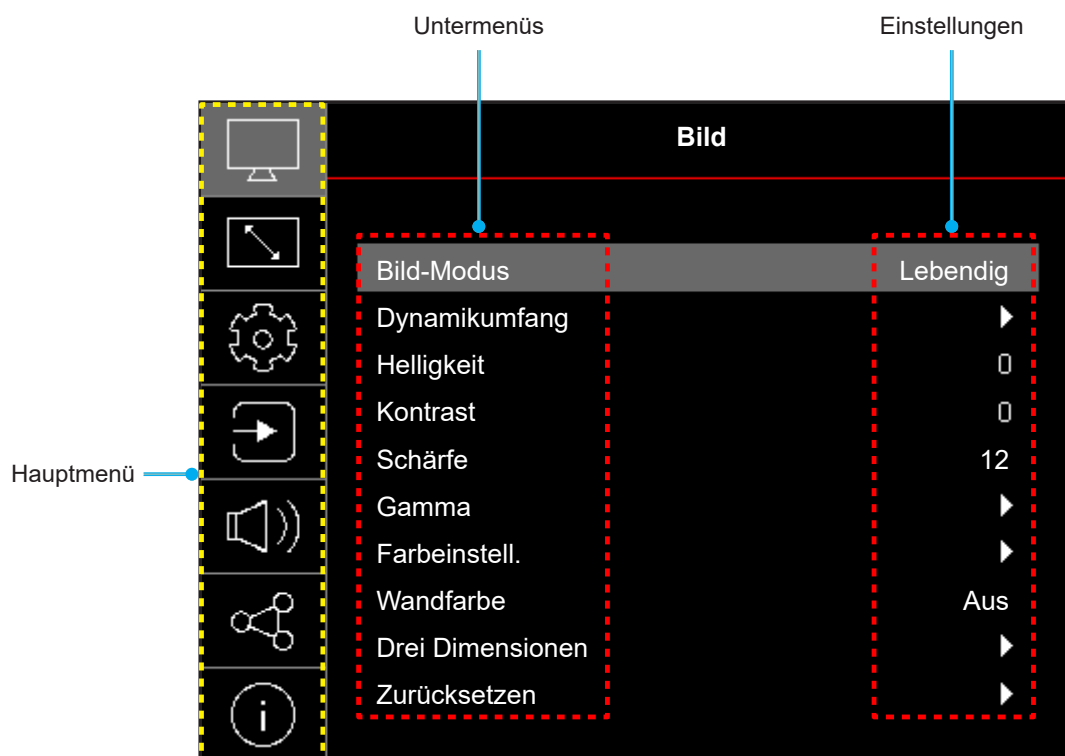 Untermenüs Einstellungen
Bild
Bild-Modus Lebendig
Dynamikumfang
Helligkeit 0
Kontrast 0
Schärfe 12
Hauptmenü
Gamma
Farbeinstell.
Wandfarbe Aus
Drei Dimensionen
Zurücksetzen
i